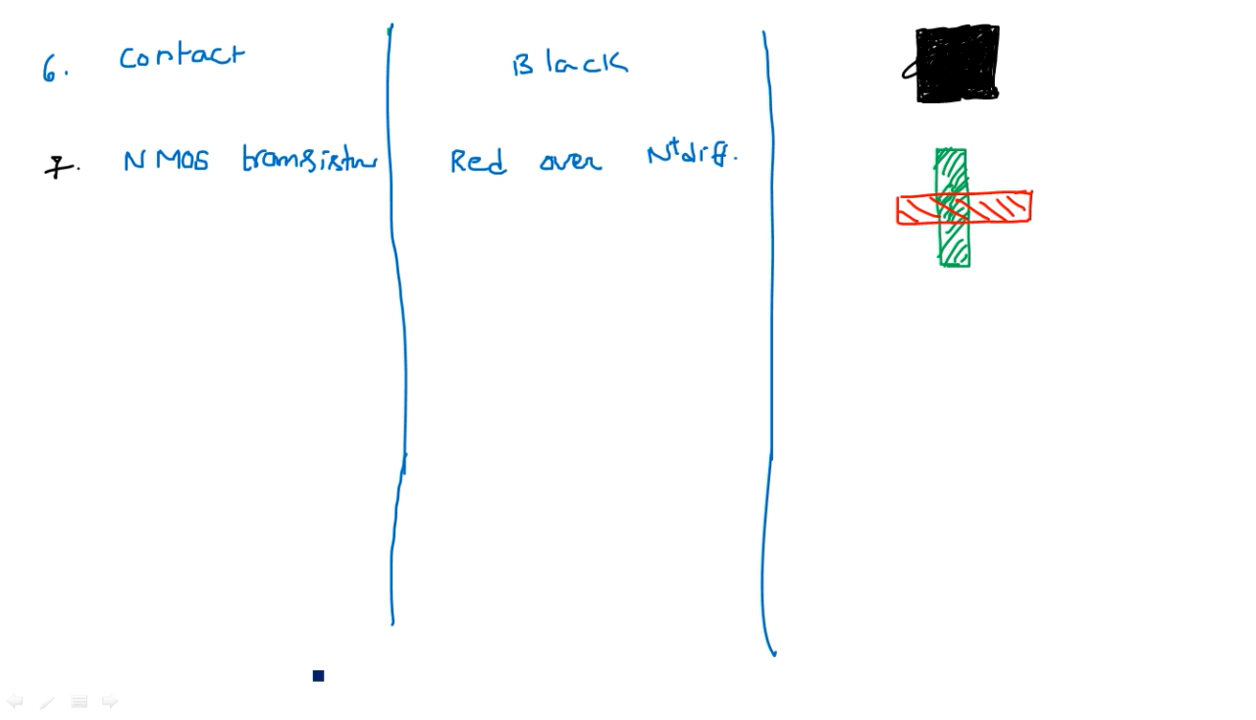 6. Contact Black
7. NMOS transistor Red over N+diff.